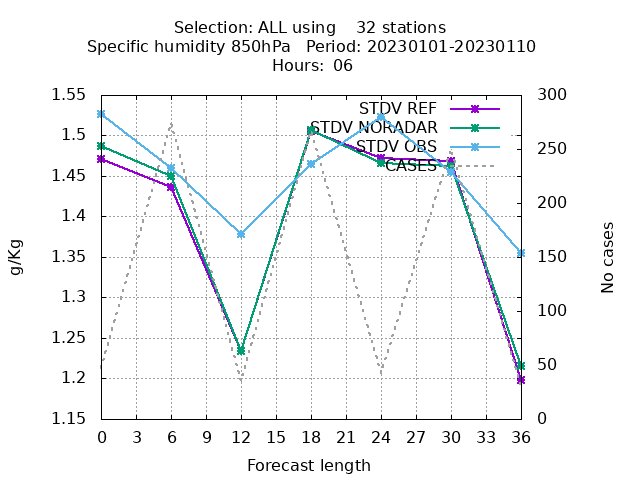 Selection: ALL using    32 stations
Specific humidity 850hPa   Period: 20230101-20230110
Hours:  06
1.55
1.5
1.45
1.4
1.35
1.3
1.25
1.2
1.15
g/Kg
STDV REF
STDV NORADAR
STDV OBS
CASES
300
250
200
150
100
50
0
No cases
0 3 6 9 12 15 18 21 24 27 30 33 36
Forecast length